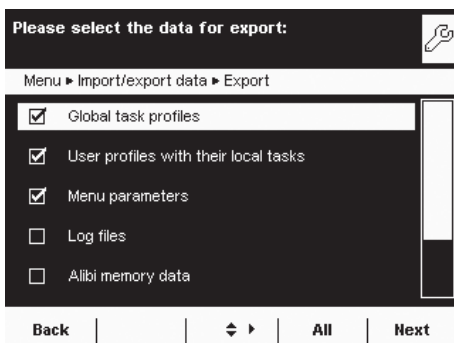 Please select the data for export:
Menu ▸ Import/export data ▸ Export
Global task profiles
User profiles with their local tasks
Menu parameters
Log files
Alibi memory data
Back All Next